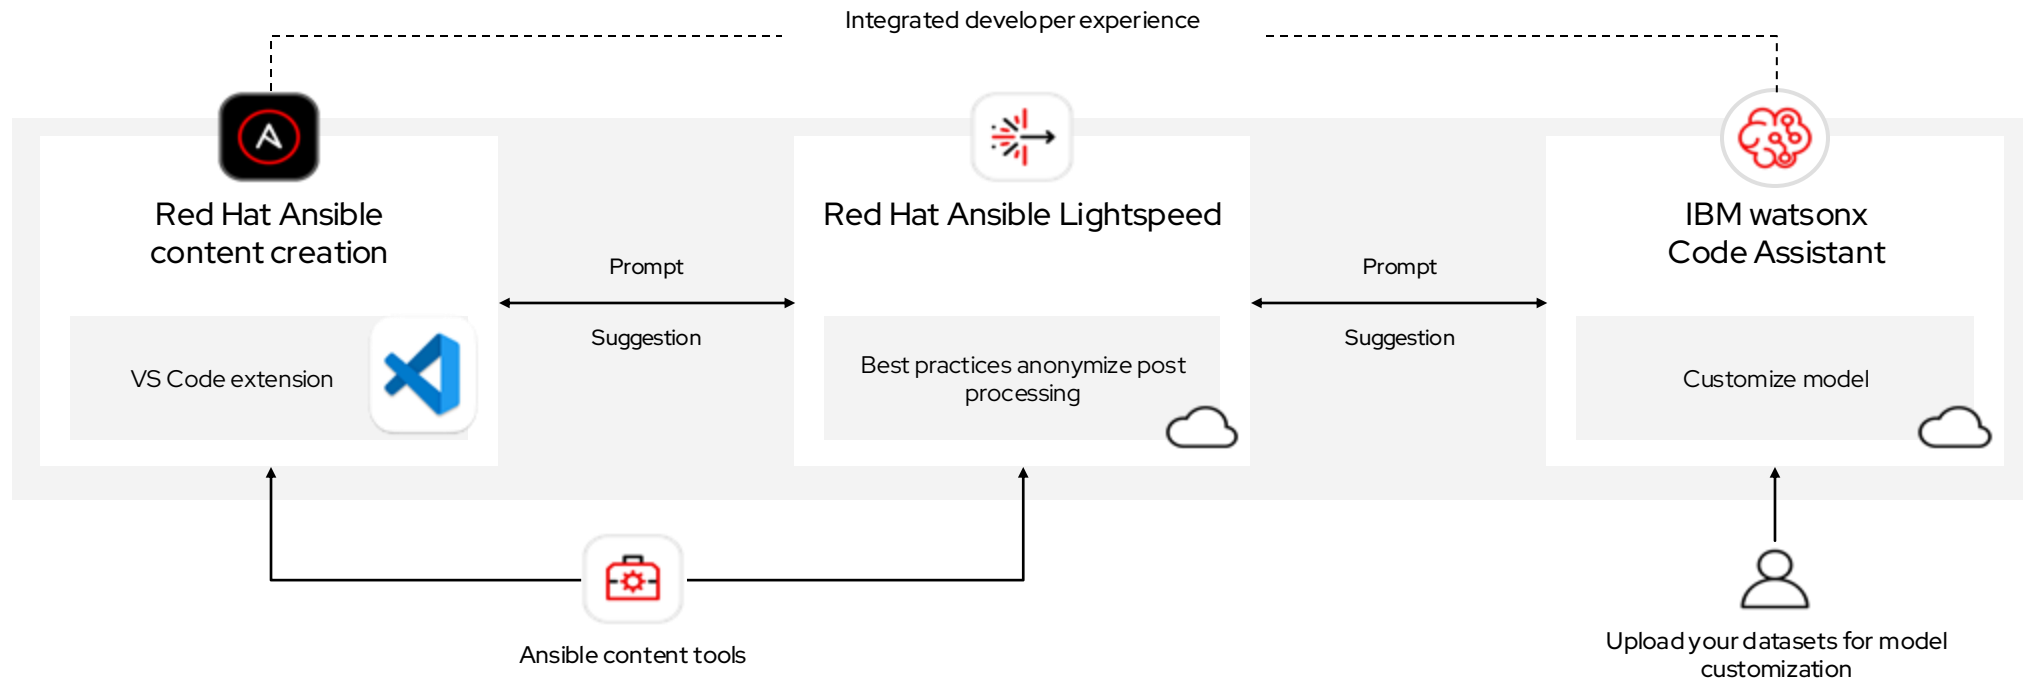 Integrated developer experience
Red Hat Ansible
content creation
VS Code extension
Prompt
Suggestion
Red Hat Ansible Lightspeed
Best practices anonymize post
processing
Prompt
Suggestion
IBM watsonx
Code Assistant
Customize model
Ansible content tools
Upload your datasets for model
customization